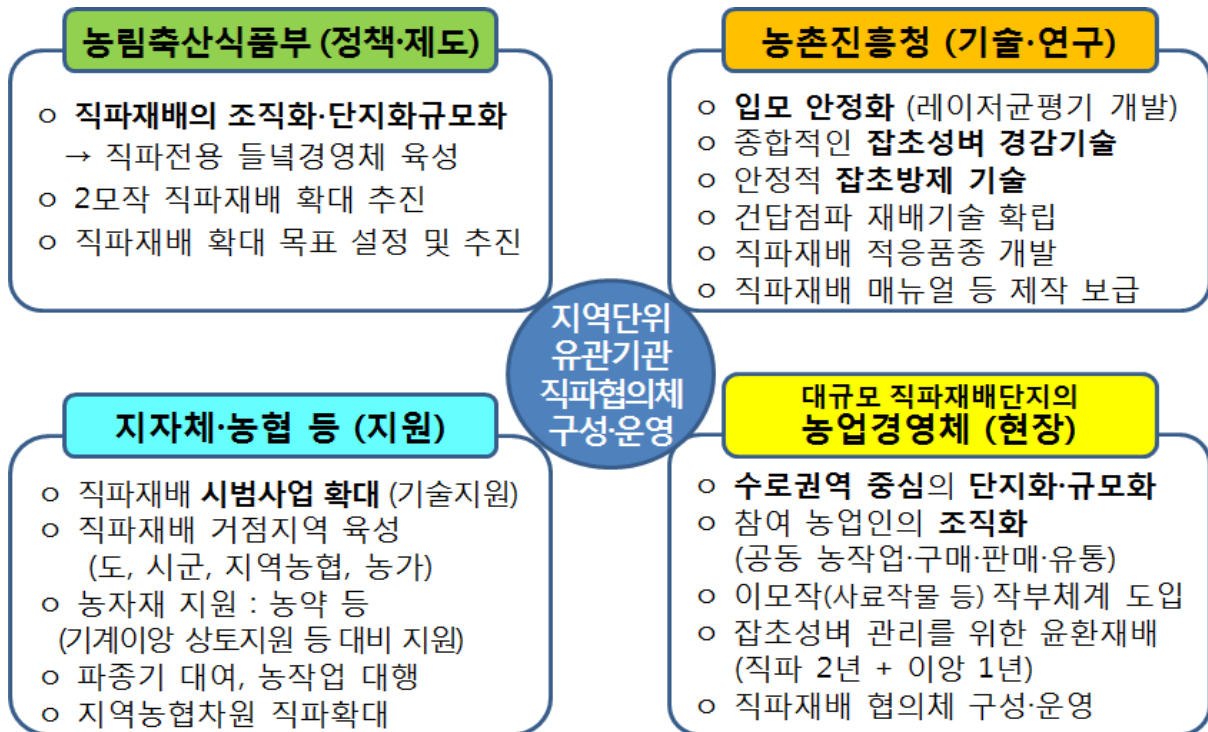 농림축산식품부 (정책·제도)
o 직파재배의 조직화·단지화규모화
→ 직파전용 들녘경영체 육성
o 2모작 직파재배 확대 추진
o 직파재배 확대 목표 설정 및 추진
농촌진흥청 (기술·연구)
o 입모 안정화 (레이저균평기 개발)
o 종합적인 잡초성벼 경감기술
o 안정적 잡초방제 기술
o 건답점파 재배기술 확립
o 직파재배 적응품종 개발
o 직파재배 매뉴얼 등 제작 보급
지역단위
유관기관
직파협의체
구성·운영
지자체·농협 등 (지원)
o 직파재배 시범사업 확대 (기술지원)
o 직파재배 거점지역 육성
(도, 시군, 지역농협, 농가)
o 농자재 지원 : 농약 등
(기계이앙 상토지원 등 대비 지원)
o 파종기 대여, 농작업 대행
o 지역농협차원 직파확대
대규모 직파재배단지의
농업경영체 (현장)
o 수로권역 중심의 단지화·규모화
o 참여 농업인의 조직화
(공동 농작업·구매·판매·유통)
o 이모작(사료작물 등) 작부체계 도입
o 잡초성벼 관리를 위한 윤환재배
(직파 2년 + 이앙 1년)
o 직파재배 협의체 구성·운영